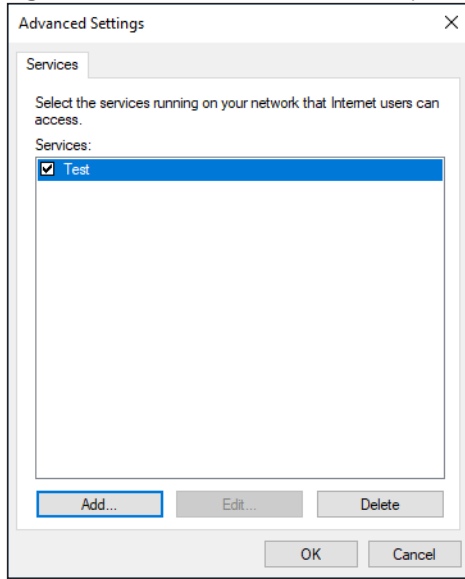 Advanced Settings
Services
Select the services running on your network that Internet users can
access.
Services:
Test
Add...
Edit...
Delete
OK
Cancel